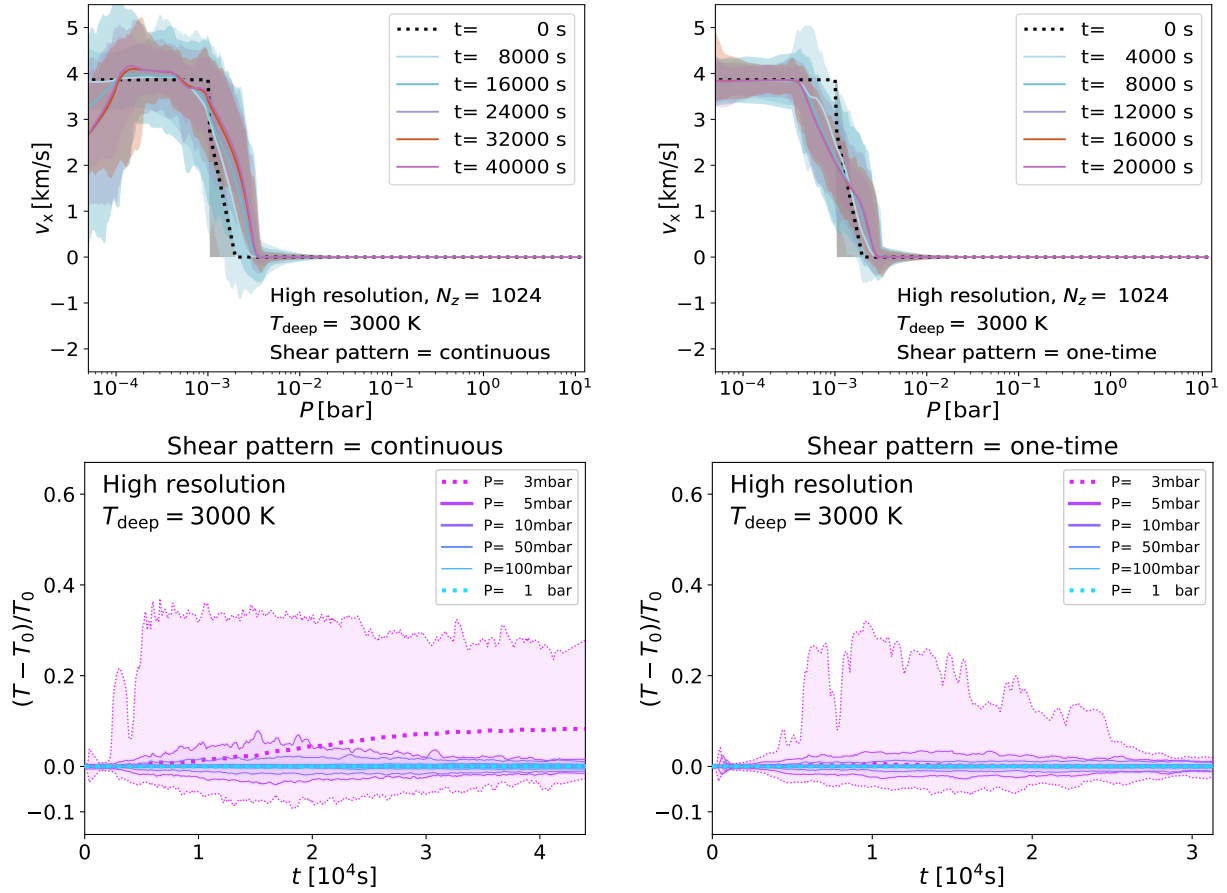 5
4
3
2
1
0
−1
−2
v_x [km/s]
t= 0 s
t= 8000 s
t= 16000 s
t= 24000 s
t= 32000 s
t= 40000 s
High resolution, N_z = 1024
T_deep = 3000 K
Shear pattern = continuous
10^−4 10^−3 10^−2 10^−1 10^0 10^1
P [bar]
5
4
3
2
1
0
−1
−2
v_x [km/s]
t= 0 s
t= 4000 s
t= 8000 s
t= 12000 s
t= 16000 s
t= 20000 s
High resolution, N_z = 1024
T_deep = 3000 K
Shear pattern = one-time
10^−4 10^−3 10^−2 10^−1 10^0 10^1
P [bar]
Shear pattern = continuous
High resolution
T_deep = 3000 K
P= 3mbar
P= 5mbar
P= 10mbar
P= 50mbar
P=100mbar
P= 1 bar
0.6
0.4
0.2
0.0
−0.1
(T − T_0)/T_0
0 1 2 3 4
t [10^4s]
Shear pattern = one-time
High resolution
T_deep = 3000 K
P= 3mbar
P= 5mbar
P= 10mbar
P= 50mbar
P=100mbar
P= 1 bar
0.6
0.4
0.2
0.0
−0.1
(T − T_0)/T_0
0 1 2 3
t [10^4s]